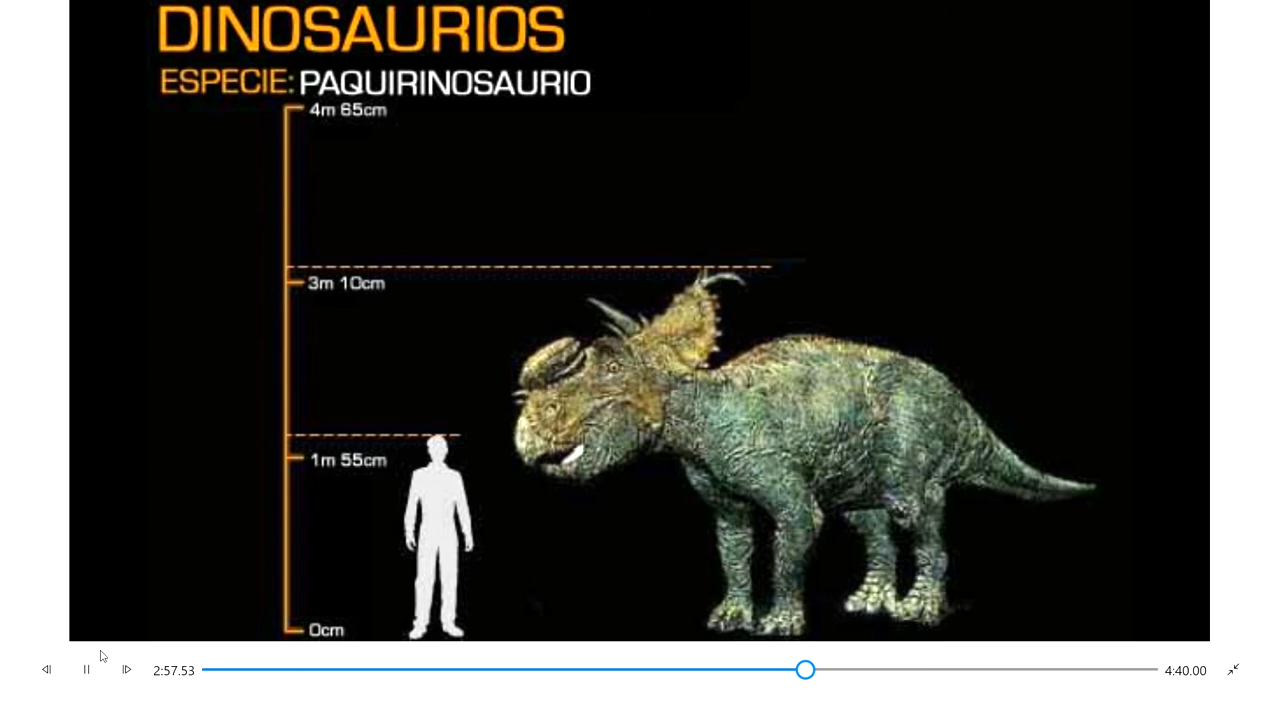 DINOSAURIOS
ESPECIE: PAQUIRINOSAURIO
4m 65cm
3m 10cm
1m 55cm
0cm
2:57.53
4:40.00